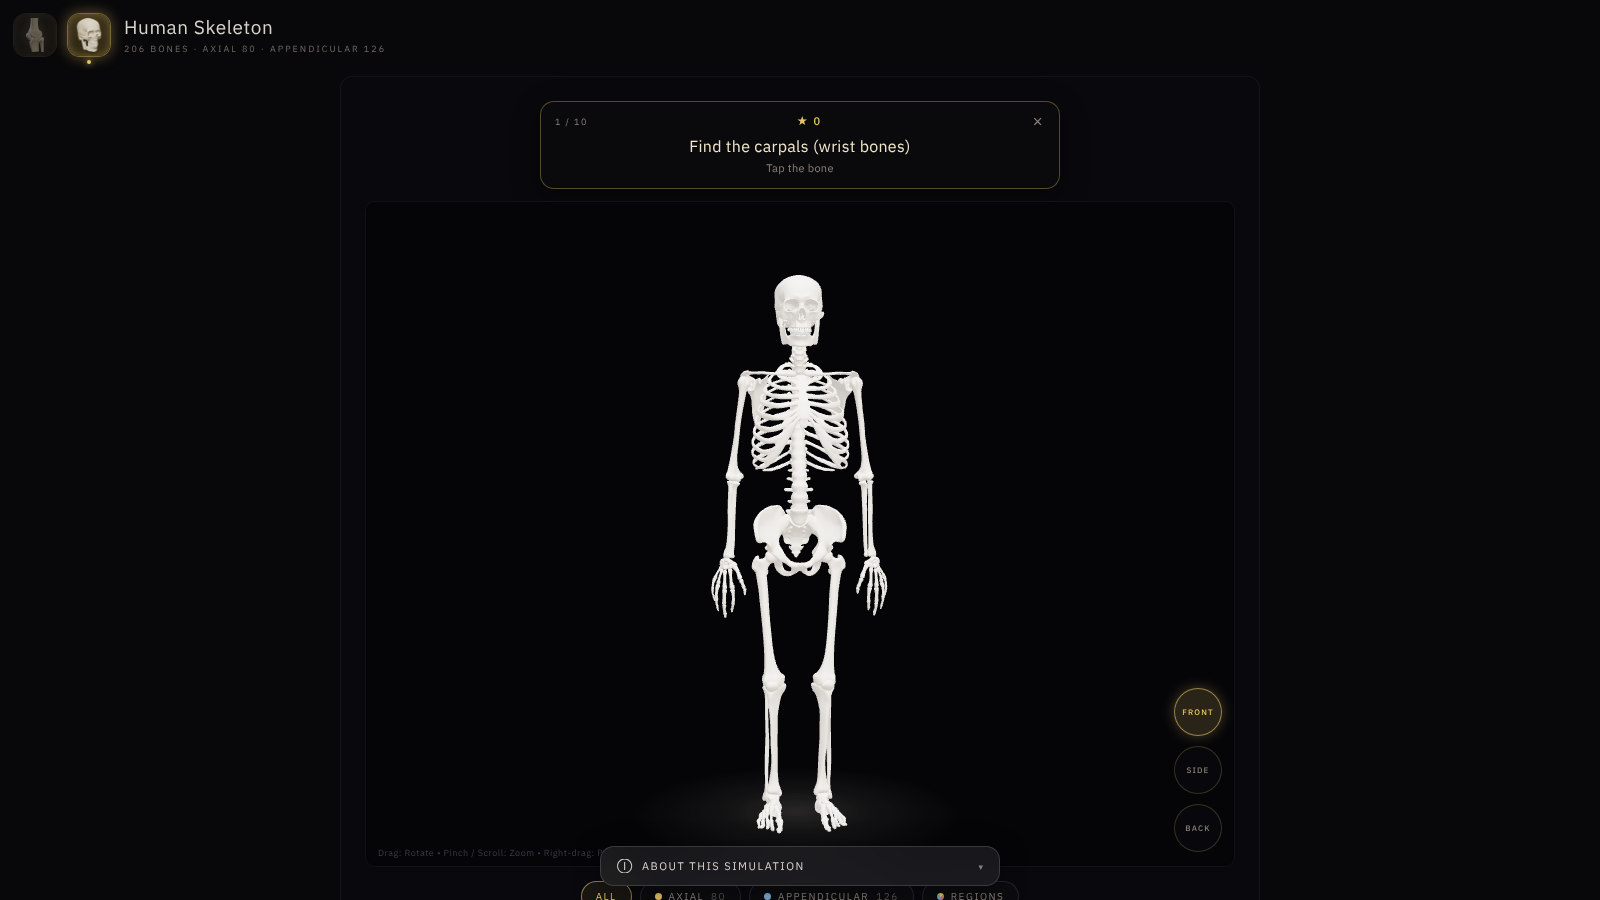 Human Skeleton
206 BONES · AXIAL 80 · APPENDICULAR 126
1 / 10
★ 0
×
Find the carpals (wrist bones)
Tap the bone
FRONT
SIDE
BACK
Drag: Rotate • Pinch / Scroll: Zoom • Right-drag:
ABOUT THIS SIMULATION
ALL
AXIAL 80
APPENDICULAR 126
REGIONS